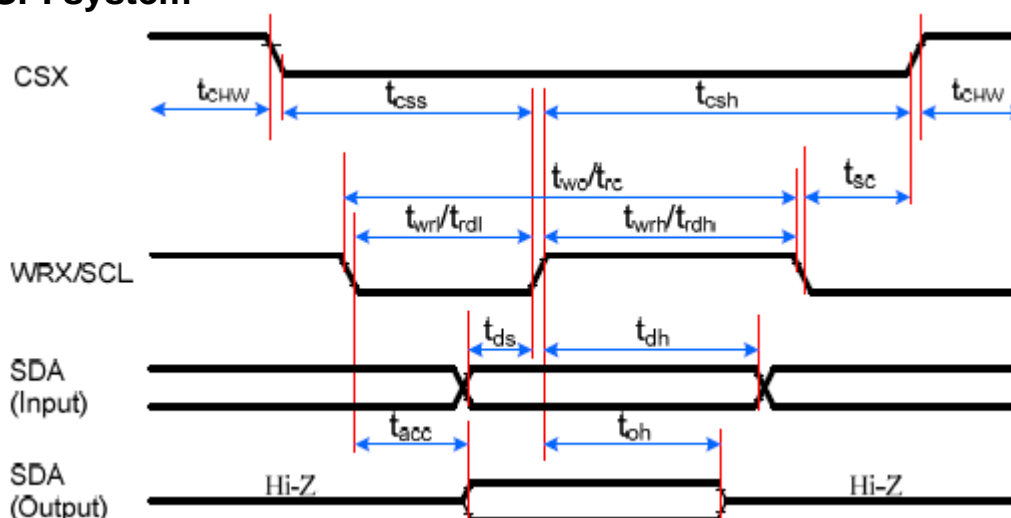 system
CSX
tCHW
tcss
tcsh
tCHW
twc/trc
tsc
twrl/trdl
twrh/trdh
WRX/SCL
tds
tdh
SDA
(Input)
tacc
toh
SDA
(Output)
Hi-Z
Hi-Z